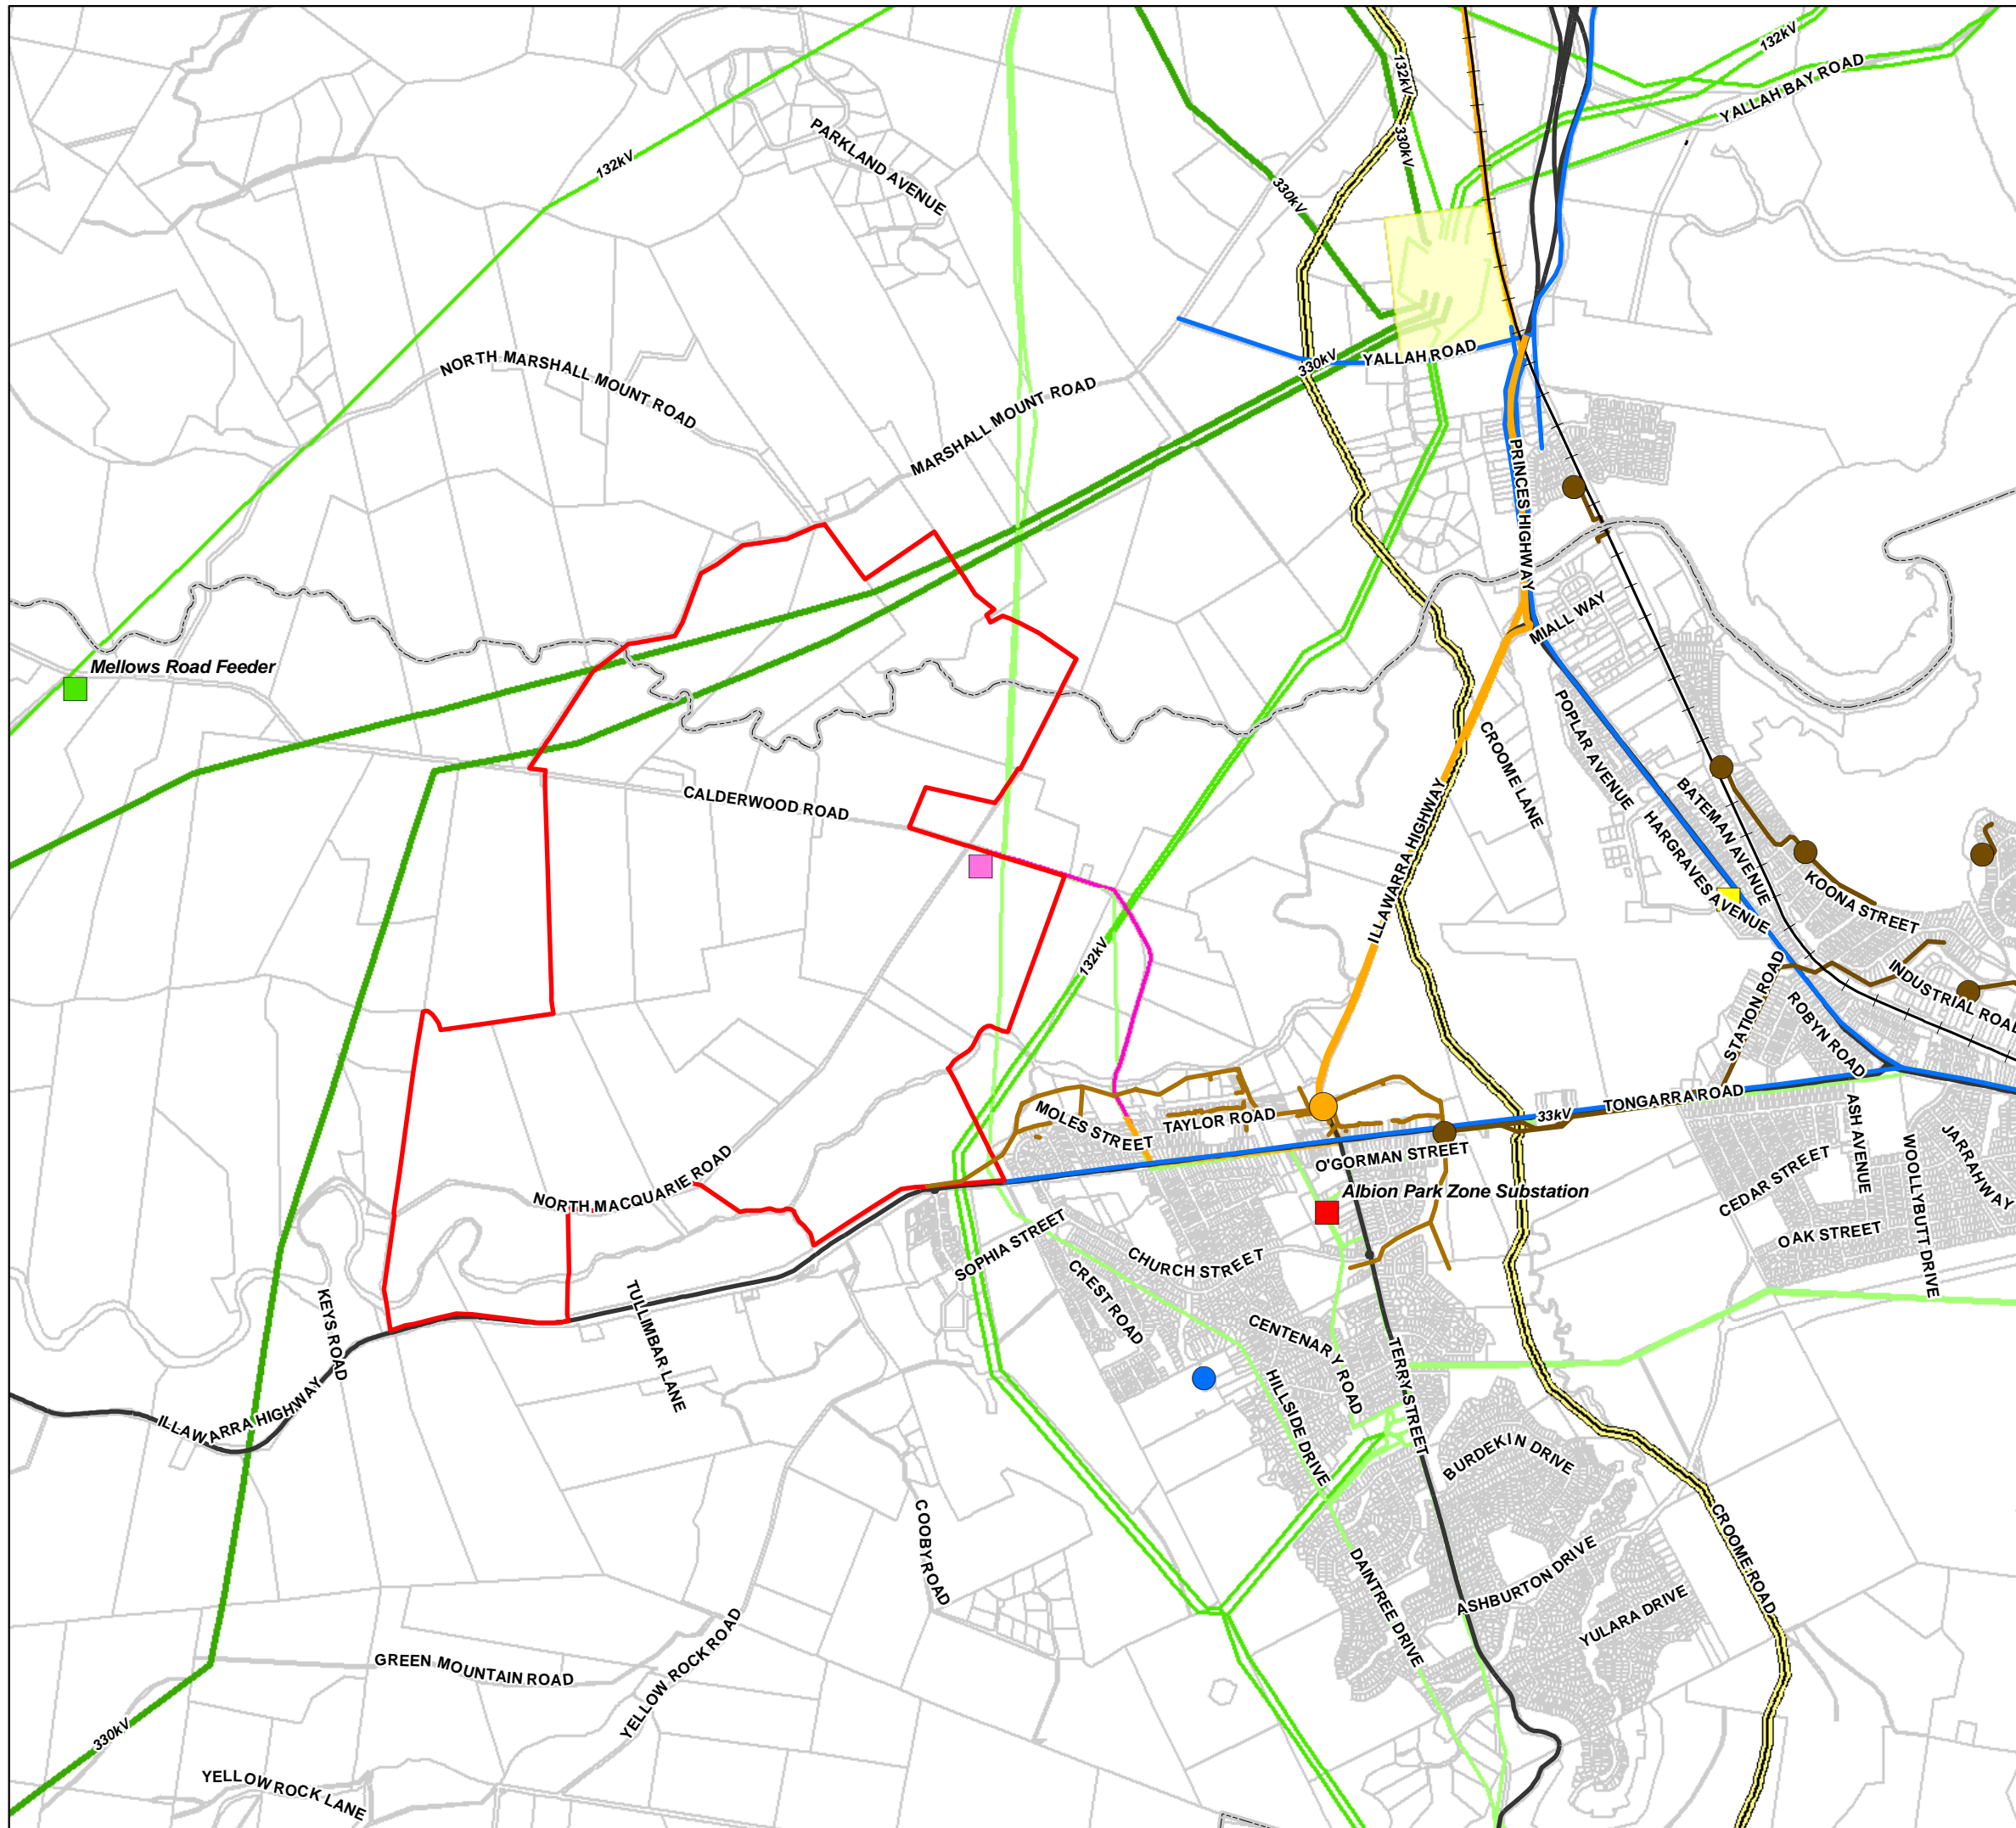 132kV
YALLAH BAY ROAD
132kV
330kV
PARKLAND AVENUE
132kV
330kV
330kV
YALLAH ROAD
NORTH MARSHALL MOUNT ROAD
MARSHALL MOUNT ROAD
PRINCES HIGHWAY
MIALL WAY
Mellows Road Feeder
POPLAR AVENUE
CROOME LANE
CALDERWOOD ROAD
BATEMAN AVENUE
HARGRAVES AVENUE
KOONA STREET
ILLAWARRA HIGHWAY
132kV
STATION ROAD
INDUSTRIAL ROAD
ROBYN ROAD
MOLES STREET
TAYLOR ROAD
33kV
TONGARRA ROAD
ASH AVENUE
WOOLLYBUTT DRIVE
JARRAHWAY
O'GORMAN STREET
CEDAR STREET
Albion Park Zone Substation
NORTH MACQUARIE ROAD
OAK STREET
SOPHIA STREET
CHURCH STREET
CREST ROAD
KEYS ROAD
TULLIMBAR LANE
CENTENARY ROAD
TERRY STREET
HILLSIDE DRIVE
ILLAWARRA HIGHWAY
BURDEKIN DRIVE
COOBY ROAD
CROOME ROAD
ASHBURTON DRIVE
DAINTREE DRIVE
YULARA DRIVE
GREEN MOUNTAIN ROAD
YELLOW ROCK ROAD
330kV
YELLOW ROCK LANE